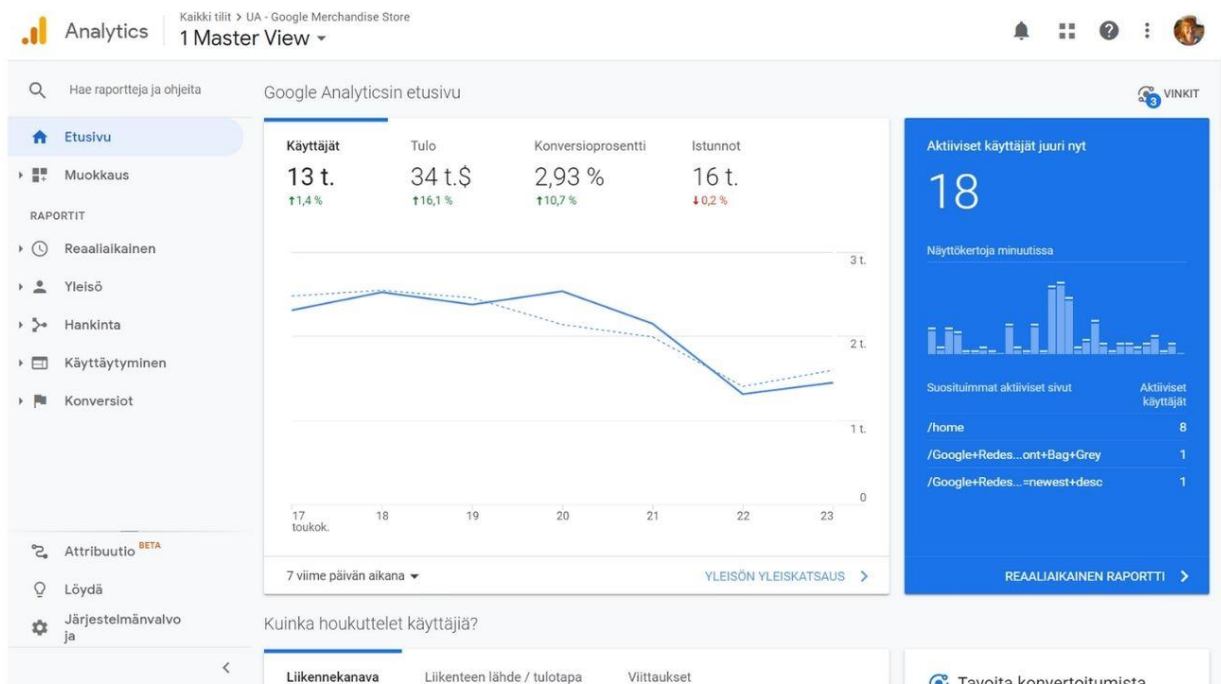 Analytics
Kaikki tilit > UA - Google Merchandise Store
1 Master View
Hae raportteja ja ohjeita
Etusivu
Muokkaus
RAPORTIT
Reaaliaikainen
Yleisö
Hankinta
Käyttäytyminen
Konversiot
Attribuutio BETA
Löydä
Järjestelmänvalvo
ja
Google Analyticsin etusivu
3 VINKIT
Käyttäjät Tulo Konversioprosentti Istunnot
13 t. 34 t.$ 2,93 % 16 t.
↑1,4 % ↑16,1 % ↑10,7 % ↓0,2 %
3 t.
2 t.
1 t.
0
17 18 19 20 21 22 23
toukok.
7 viime päivän aikana YLEISÖN YLEISKATSAUS
Aktiiviset käyttäjät juuri nyt
18
Näyttökertoja minuutissa
Suosituimmat aktiiviset sivut Aktiiviset
käyttäjät
/home 8
/Google+Redes...ont+Bag+Grey 1
/Google+Redes...=newest+desc 1
REAALIAIKAINEN RAPORTTI
Kuinka houkuttelet käyttäjiä?
Liikennekanava Liikenteen lähde / tulotapa Viittaukset
Tavoita konvertoitumista